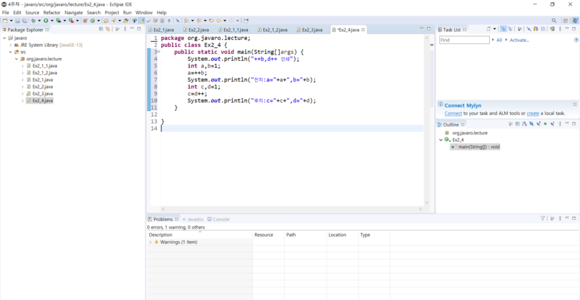 4주차 - javaro/src/org/javaro/lecture/Ex2_4.java - Eclipse IDE
File Edit Source Refactor Navigate Search Project Run Window Help
Package Explorer
javaro
JRE System Library [JavaSE-13]
src
org.javaro.lecture
Ex2_1.java
Ex2_1_2.java
Ex2_2.java
Ex2_3.java
Ex2_4.java
Ex2_1.java Ex2_2.java Ex2_1_1.java Ex2_1_2.java Ex2_3.java *Ex2_4.java
1 package org.javaro.lecture;
2 public class Ex2_4 {
3 public static void main(String[]args) {
4 System.out.println("++b,d++ 인쇄");
5 int a,b=1;
6 a=++b;
7 System.out.println("전치:a="+a+",b="+b);
8 int c,d=1;
9 c=d++;
10 System.out.println("후치:c="+c+",d="+d);
11 }
12
13 }
14
Task List
Find All Activate...
Connect Mylyn
Connect to your task and ALM tools or create a local task.
Outline
org.javaro.lecture
Ex2_4
main(String[]) : void
Problems Javadoc Console
0 errors, 1 warning, 0 others
Description Resource Path Location Type
Warnings (1 item)